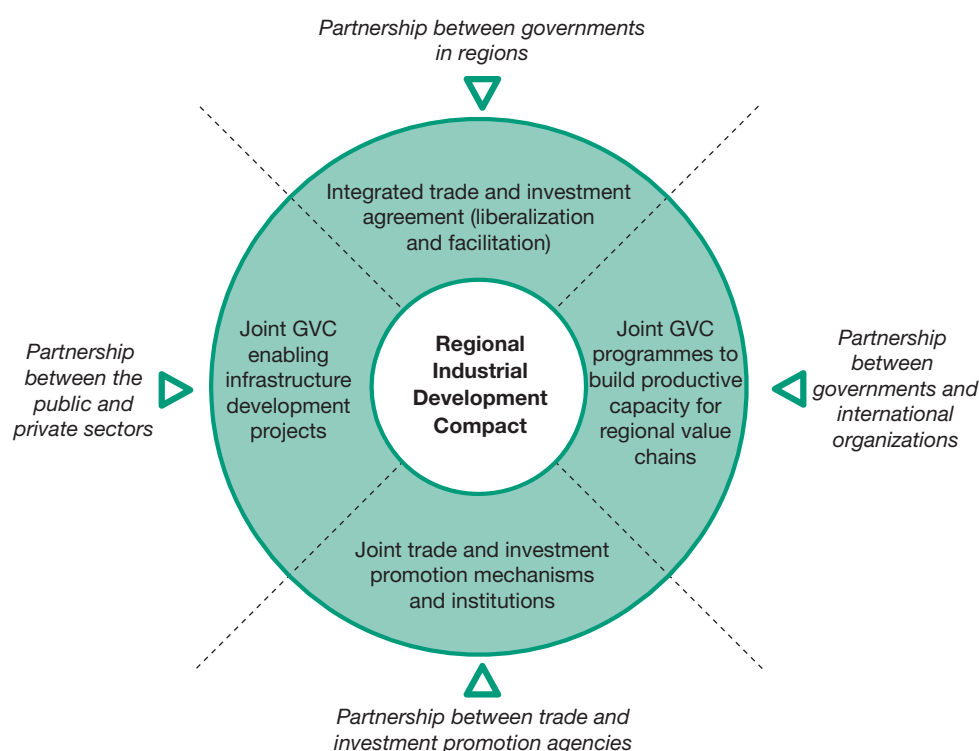 Partnership between governments
in regions
Integrated trade and investment
agreement (liberalization
and facilitation)
Partnership
between the
public and
private sectors
Joint GVC
enabling
infrastructure
development
projects
Regional
Industrial
Development
Compact
Joint GVC
programmes to
build productive
capacity for
regional value
chains
Partnership
between
governments and
international
organizations
Joint trade and investment
promotion mechanisms
and institutions
Partnership between trade and
investment promotion agencies